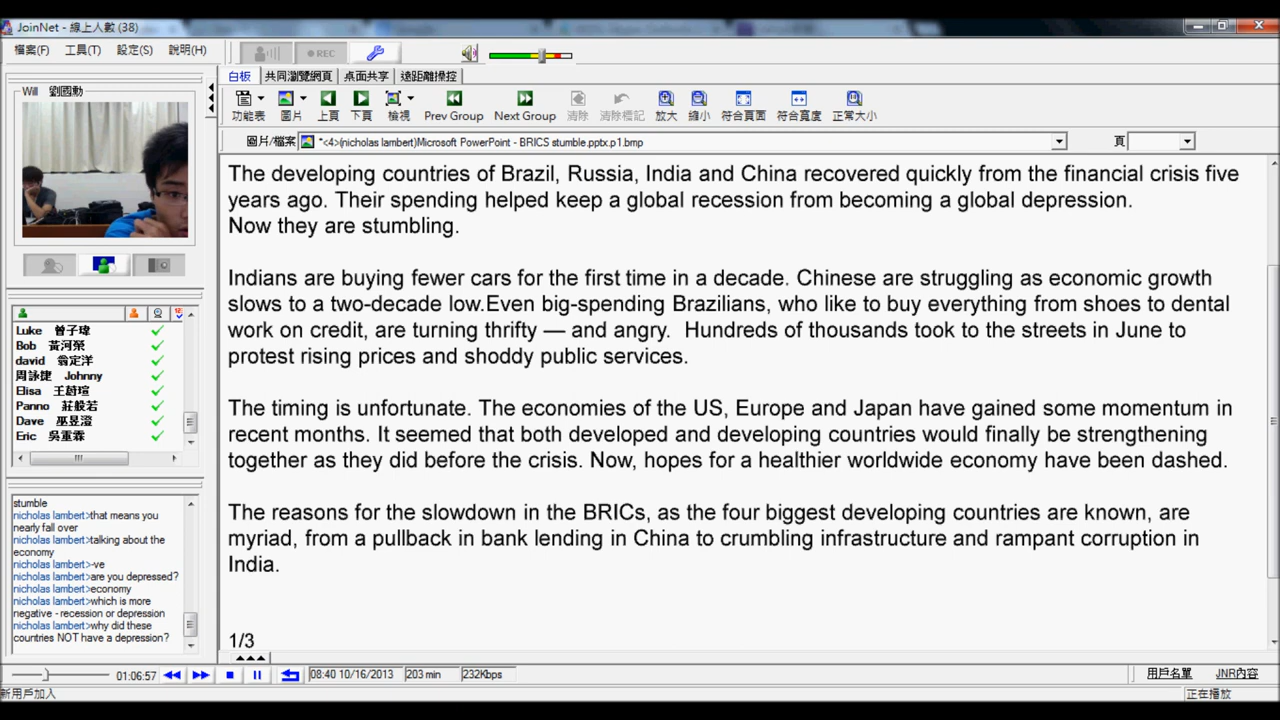 JoinNet - 線上人數 (38)
檔案(F) 工具(T) 設定(S) 說明(H)
REC
Will 劉國勳
白板 共同瀏覽網頁 桌面共享 遠距離操控
功能表 圖片 上頁 下頁 檢視 Prev Group Next Group 清除 清除標記 放大 縮小 符合頁面 符合寬度 正常大小
圖片/檔案 *<4>(nicholas lambert)Microsoft PowerPoint - BRICS stumble.pptx.p1.bmp 頁
Luke 曾子瑋
Bob 黃河榮
david 翁定洋
周詠捷 Johnny
Elisa 王蔚瑄
Panno 莊般若
Dave 巫昱澄
Eric 吳重霖
stumble
nicholas lambert>that means you
nearly fall over
nicholas lambert>talking about the
economy
nicholas lambert>-ve
nicholas lambert>are you depressed?
nicholas lambert>economy
nicholas lambert>which is more
negative - recession or depression
nicholas lambert>why did these
countries NOT have a depression?
The developing countries of Brazil, Russia, India and China recovered quickly from the financial crisis five
years ago. Their spending helped keep a global recession from becoming a global depression.
Now they are stumbling.
Indians are buying fewer cars for the first time in a decade. Chinese are struggling as economic growth
slows to a two-decade low.Even big-spending Brazilians, who like to buy everything from shoes to dental
work on credit, are turning thrifty — and angry. Hundreds of thousands took to the streets in June to
protest rising prices and shoddy public services.
The timing is unfortunate. The economies of the US, Europe and Japan have gained some momentum in
recent months. It seemed that both developed and developing countries would finally be strengthening
together as they did before the crisis. Now, hopes for a healthier worldwide economy have been dashed.
The reasons for the slowdown in the BRICs, as the four biggest developing countries are known, are
myriad, from a pullback in bank lending in China to crumbling infrastructure and rampant corruption in
India.
1/3
01:06:57 08:40 10/16/2013 203 min 232Kbps 用戶名單 JNR內容
新用戶加入 正在播放